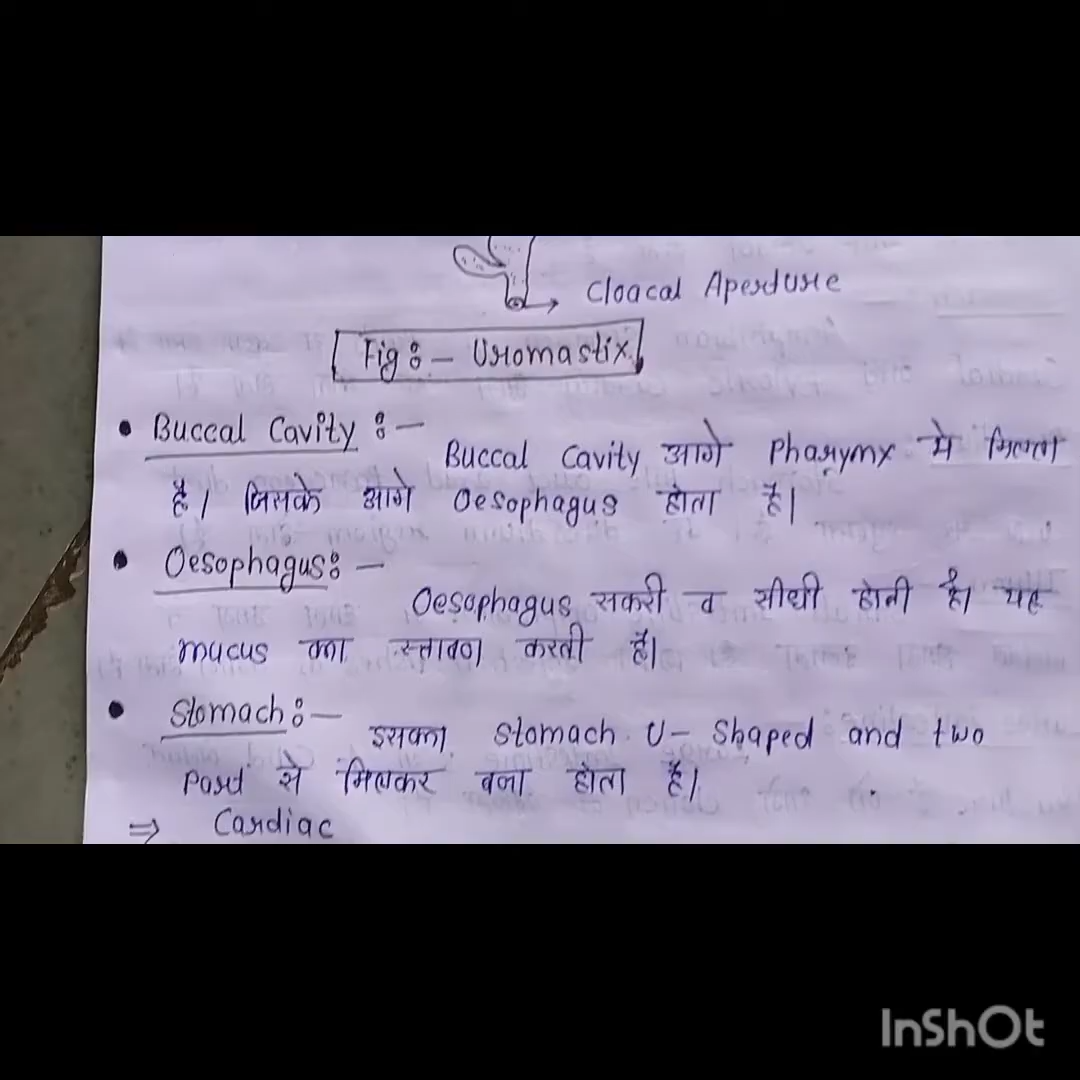 Cloacal Aperture
Fig :- Uromastix
• Buccal Cavity :-
Buccal Cavity आगे Pharynx मे मिलता
है। जिसके आगे Oesophagus होता है।
• Oesophagus :-
Oesophagus सकरी व सीधी होती है। यह
mucus का स्त्रावण करती है।
• Stomach :-
इसका stomach U- shaped and two
Part से मिलकर बना होता है।
⇒ Cardiac
InShOt